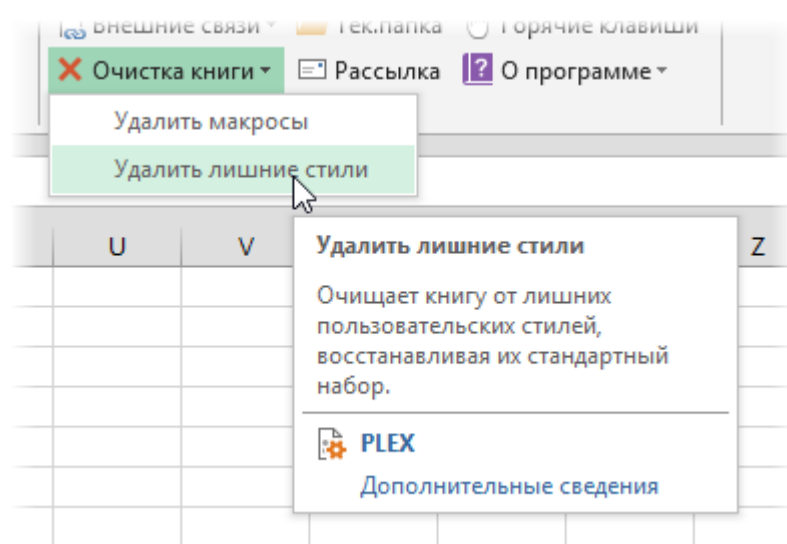 Внешние связи
Тек.папка
Горячие клавиши
Очистка книги
Рассылка
О программе
Удалить макросы
Удалить лишние стили
U
V
Z
Удалить лишние стили
Очищает книгу от лишних
пользовательских стилей,
восстанавливая их стандартный
набор.
PLEX
Дополнительные сведения